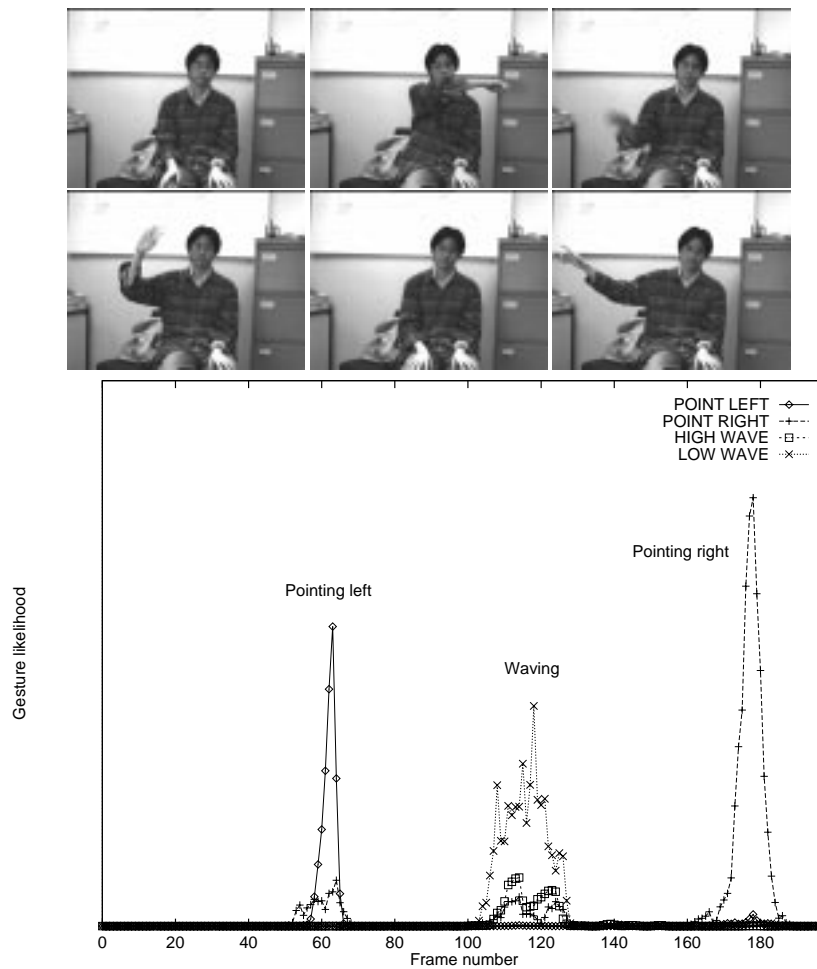 POINT LEFT
POINT RIGHT
HIGH WAVE
LOW WAVE
Pointing right
Pointing left
Waving
Gesture likelihood
0 20 40 60 80 100 120 140 160 180
Frame number